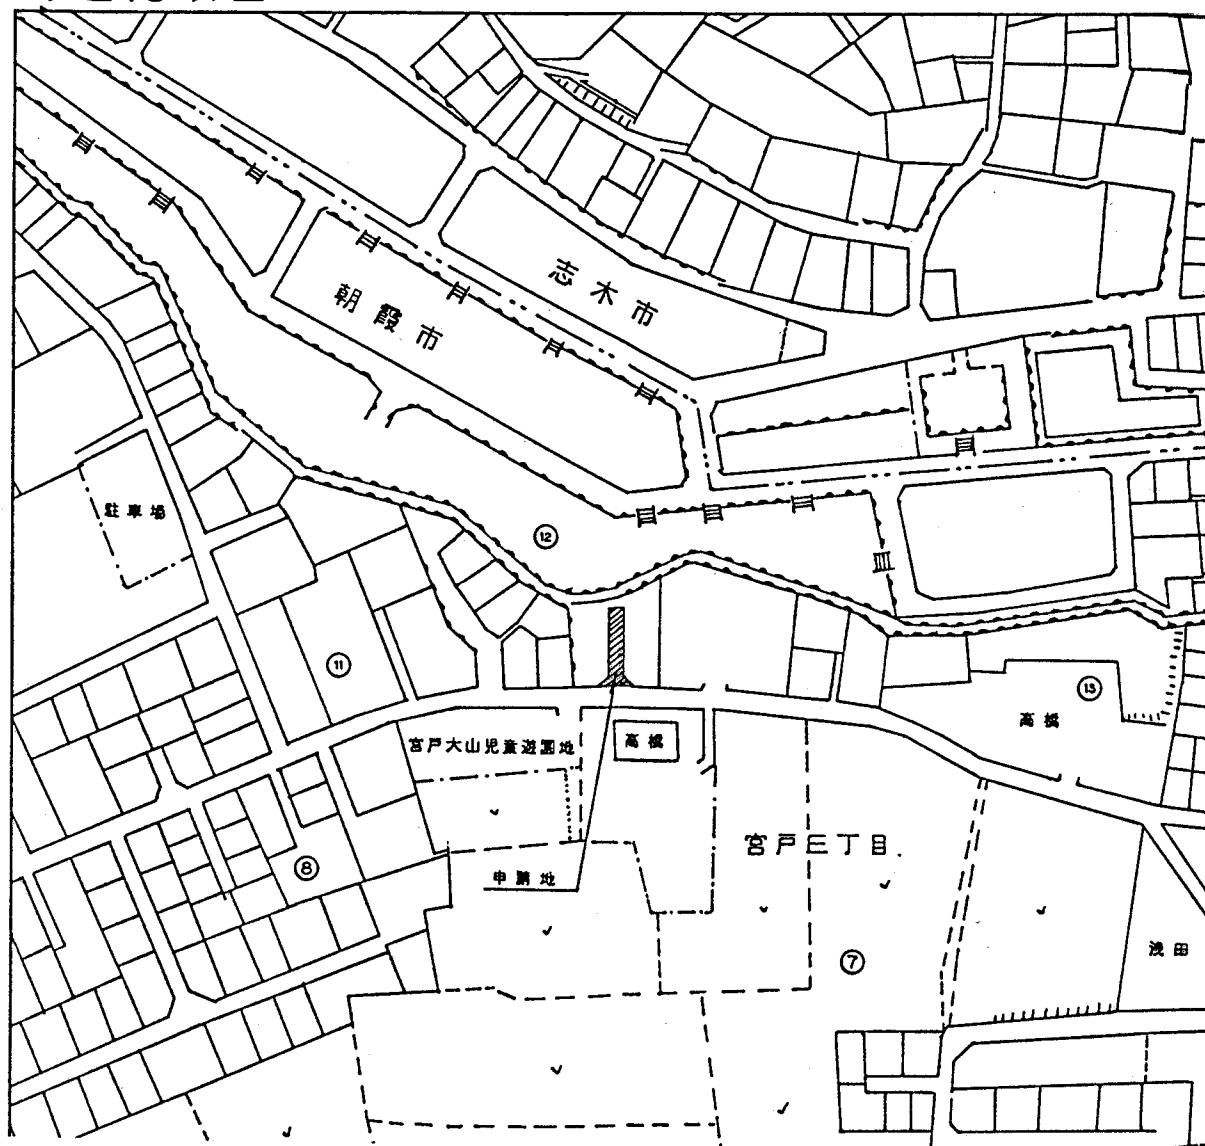 志木市
朝霞市
駐車場
⑫
⑪
⑬
高橋
宮戸大山児童遊園地
高橋
宮戸三丁目
⑧
申請地
浅田
⑦